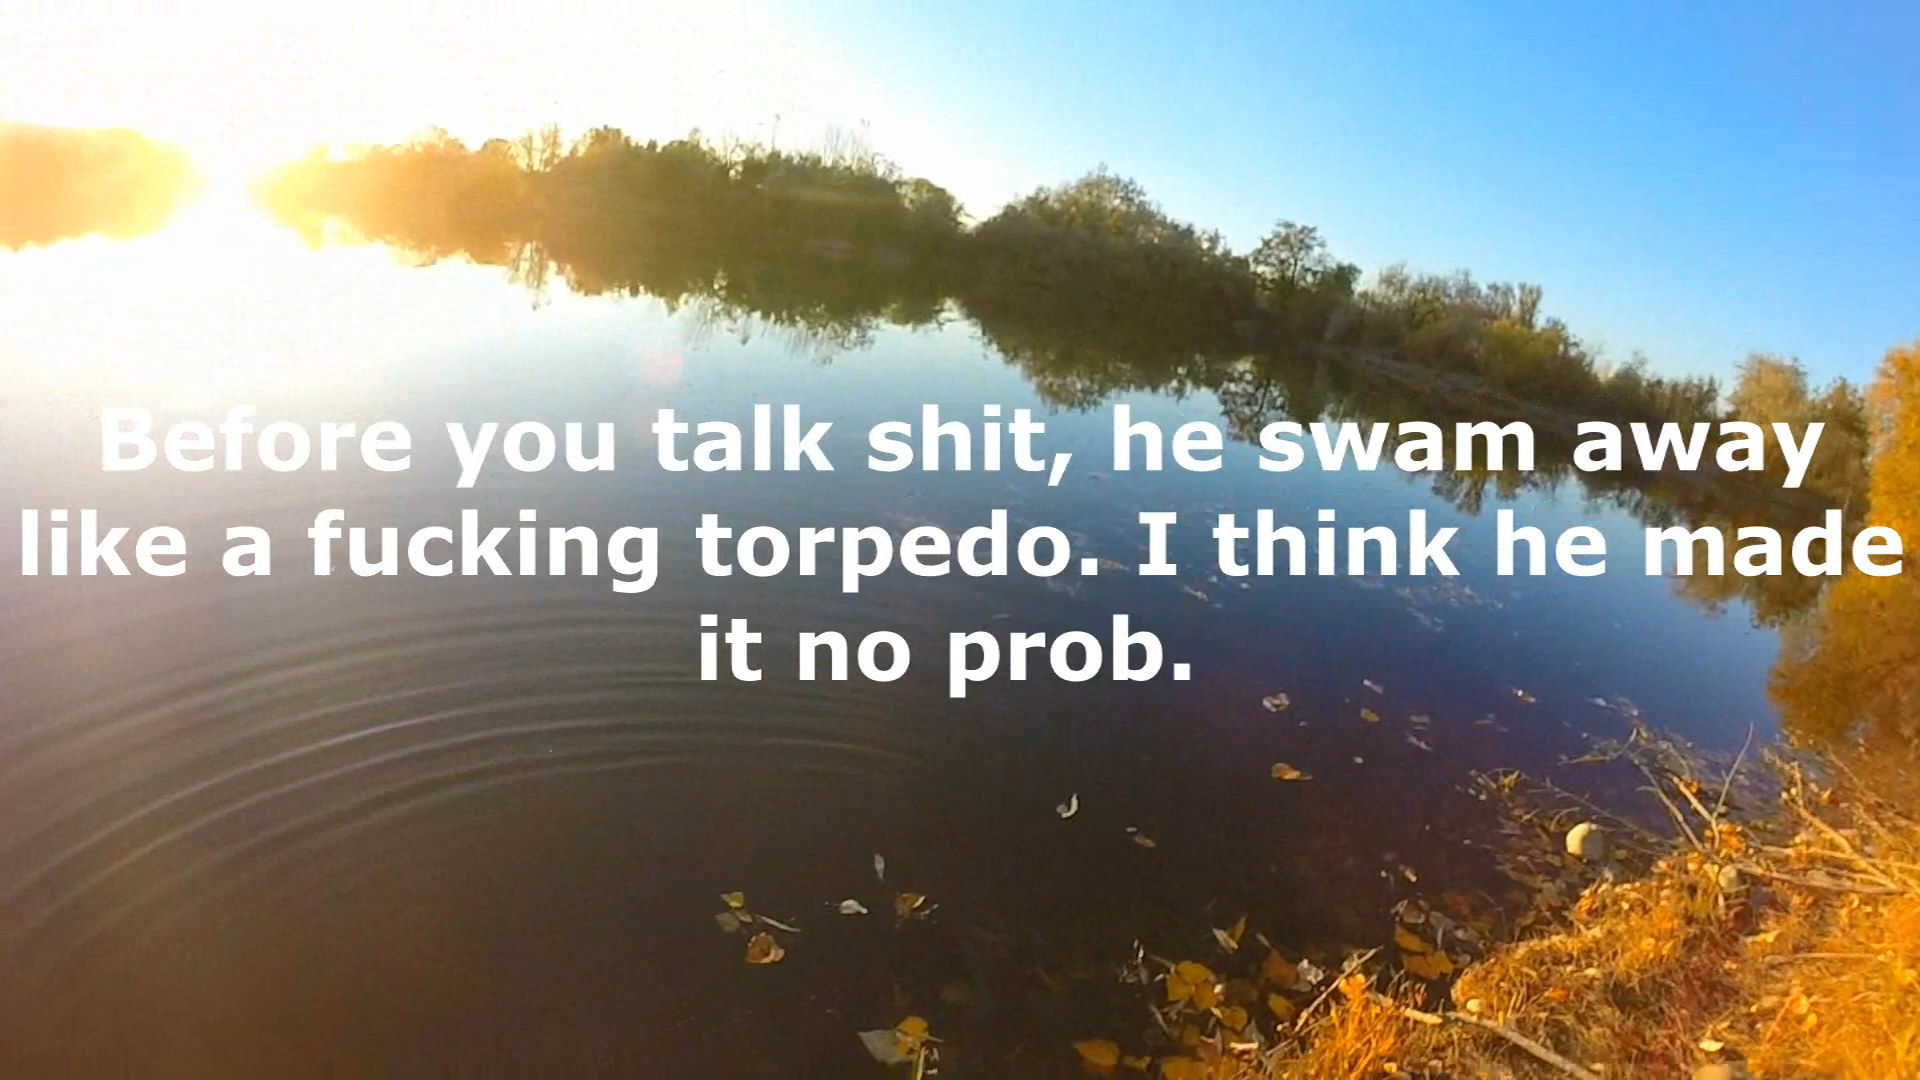 Before you talk shit, he swam away
like a fucking torpedo. I think he made
it no prob.